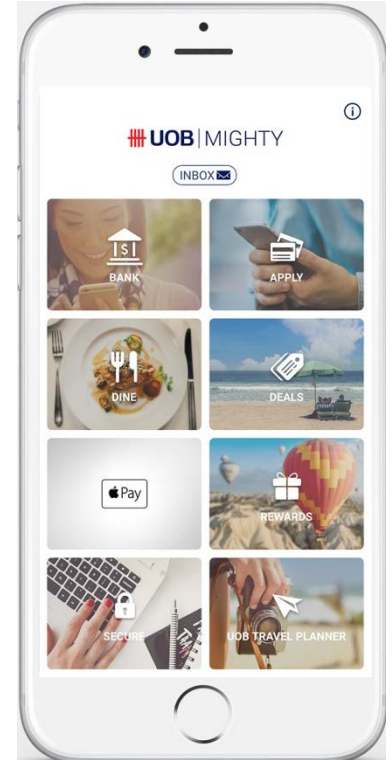 UOB | MIGHTY
INBOX
BANK
APPLY
DINE
DEALS
Pay
REWARDS
SECURE
UOB TRAVEL PLANNER